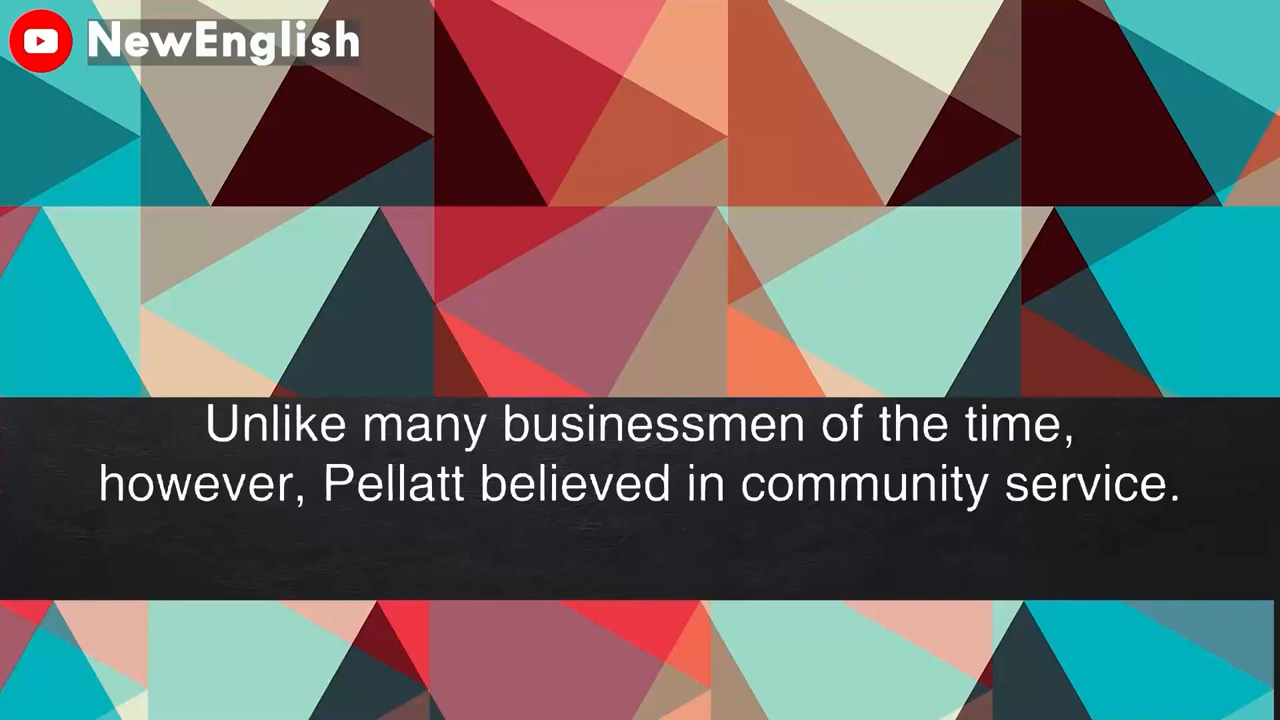 NewEnglish
Unlike many businessmen of the time,
however, Pellatt believed in community service.